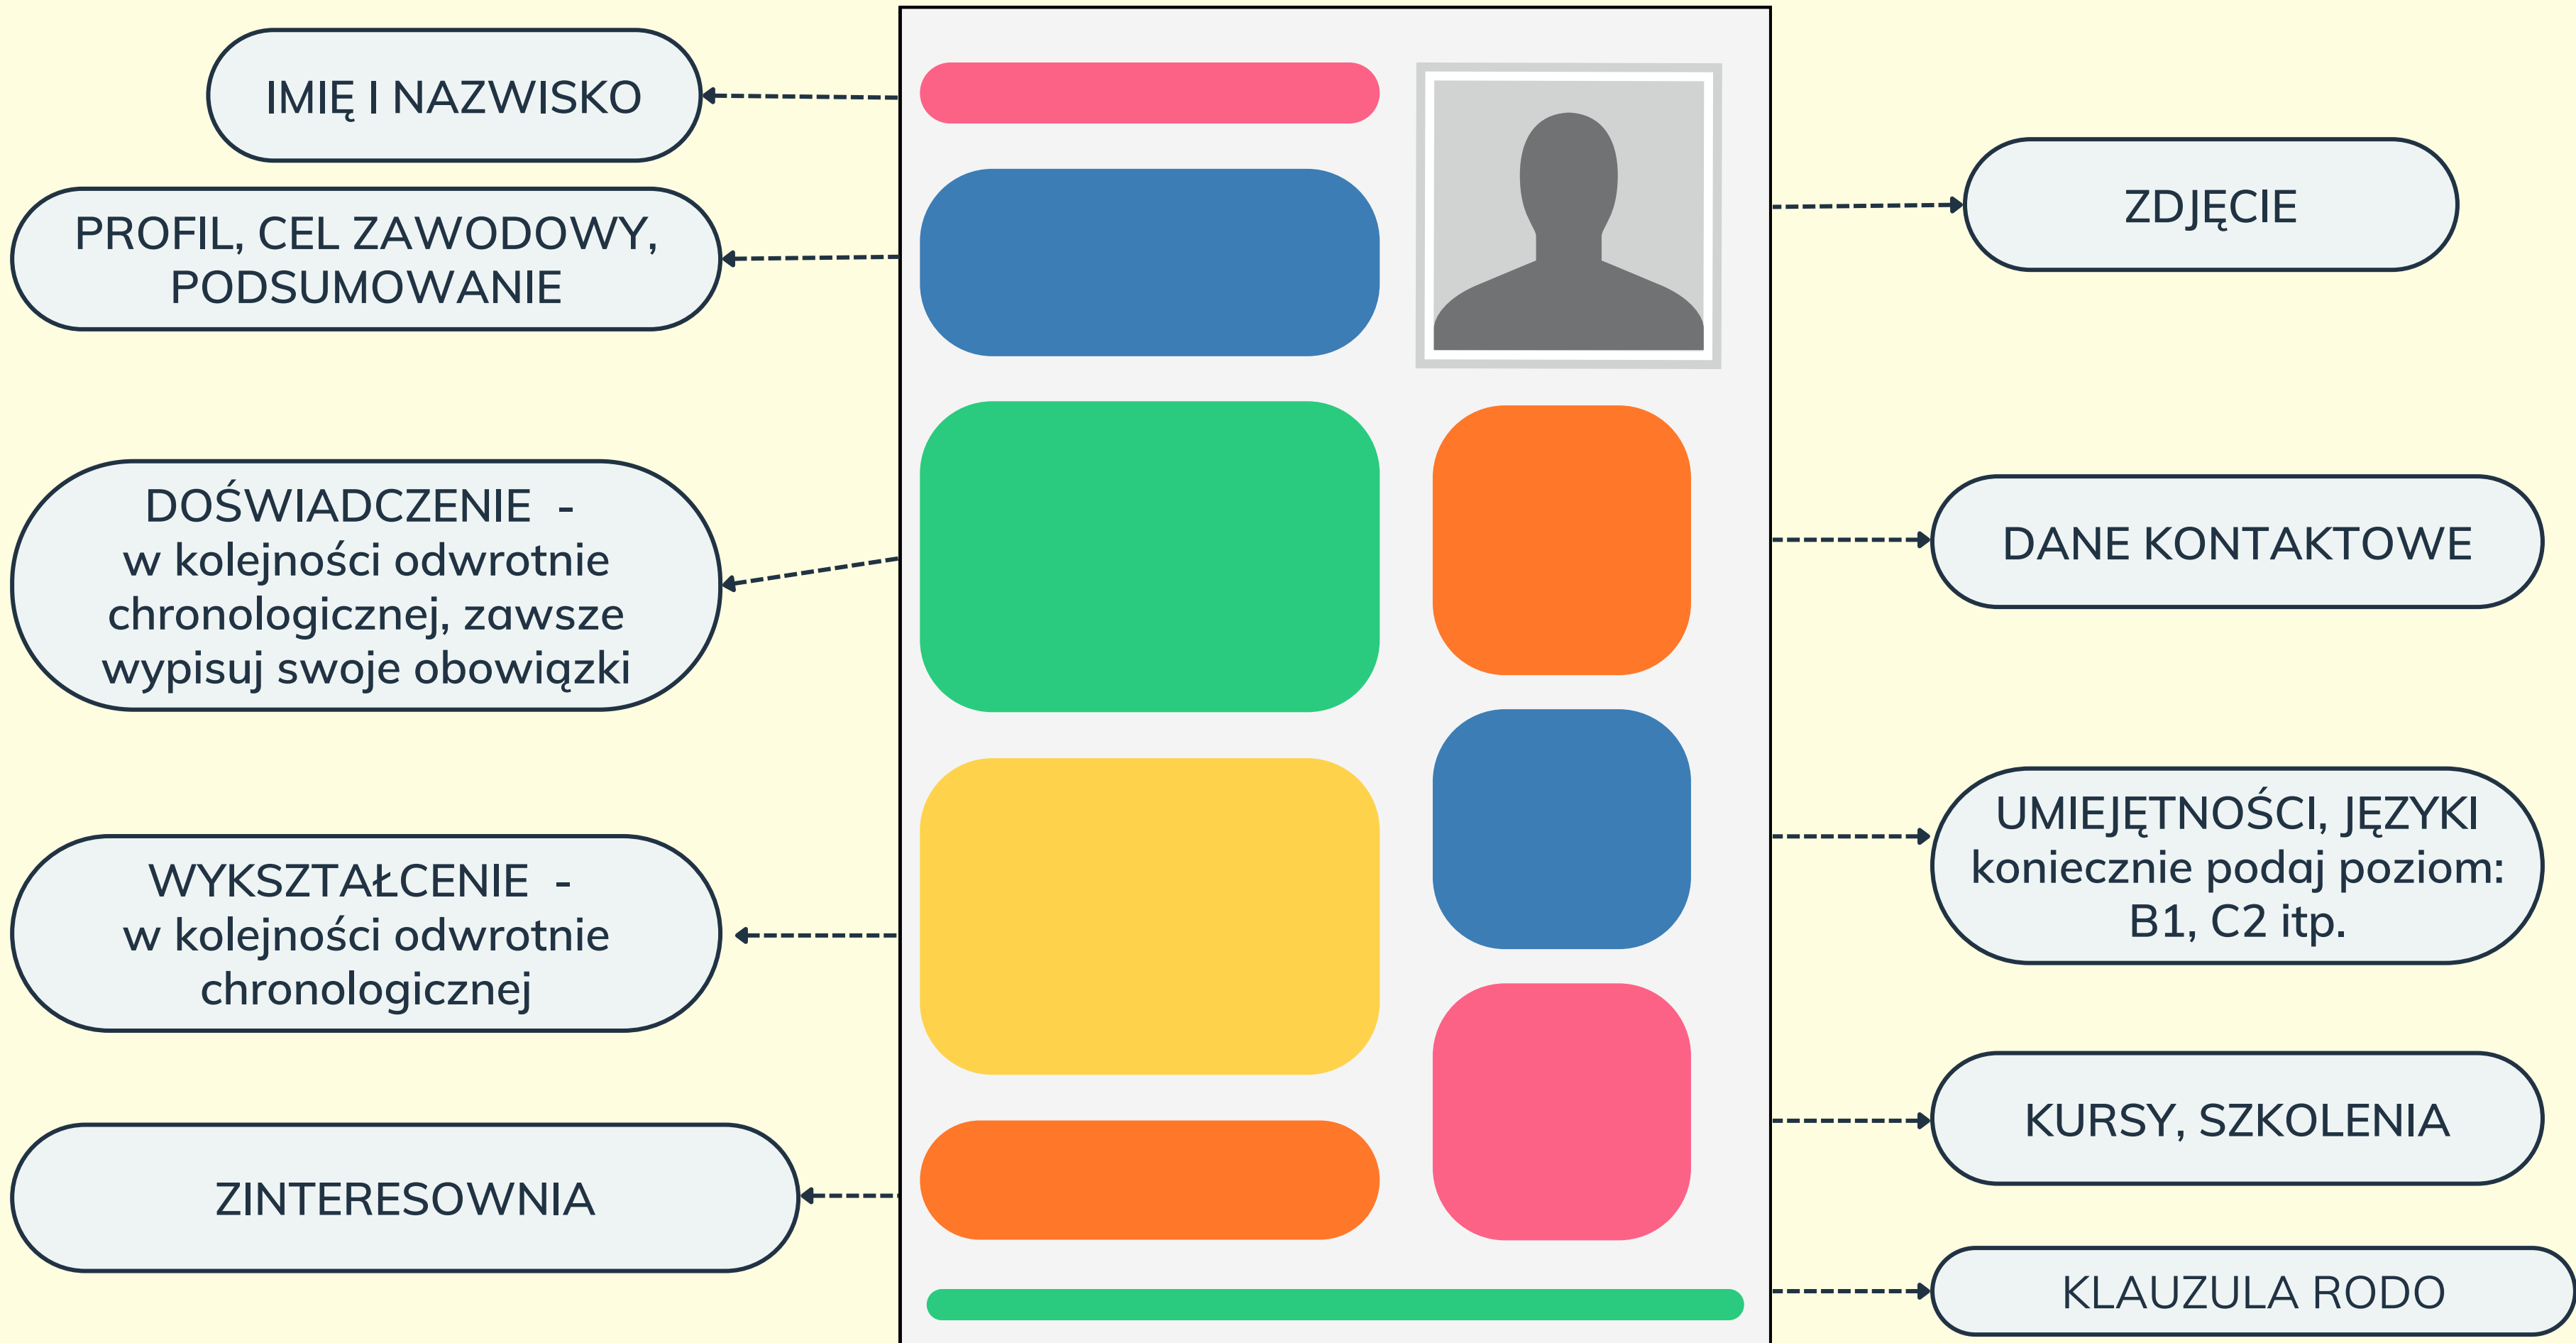 IMIĘ I NAZWISKO
PROFIL, CEL ZAWODOWY,
PODSUMOWANIE
DOŚWIADCZENIE -
w kolejności odwrotnie
chronologicznej, zawsze
wypisuj swoje obowiązki
WYKSZTAŁCENIE -
w kolejności odwrotnie
chronologicznej
ZINTERESOWNIA
ZDJĘCIE
DANE KONTAKTOWE
UMIEJĘTNOŚCI, JĘZYKI
koniecznie podaj poziom:
B1, C2 itp.
KURSY, SZKOLENIA
KLAUZULA RODO